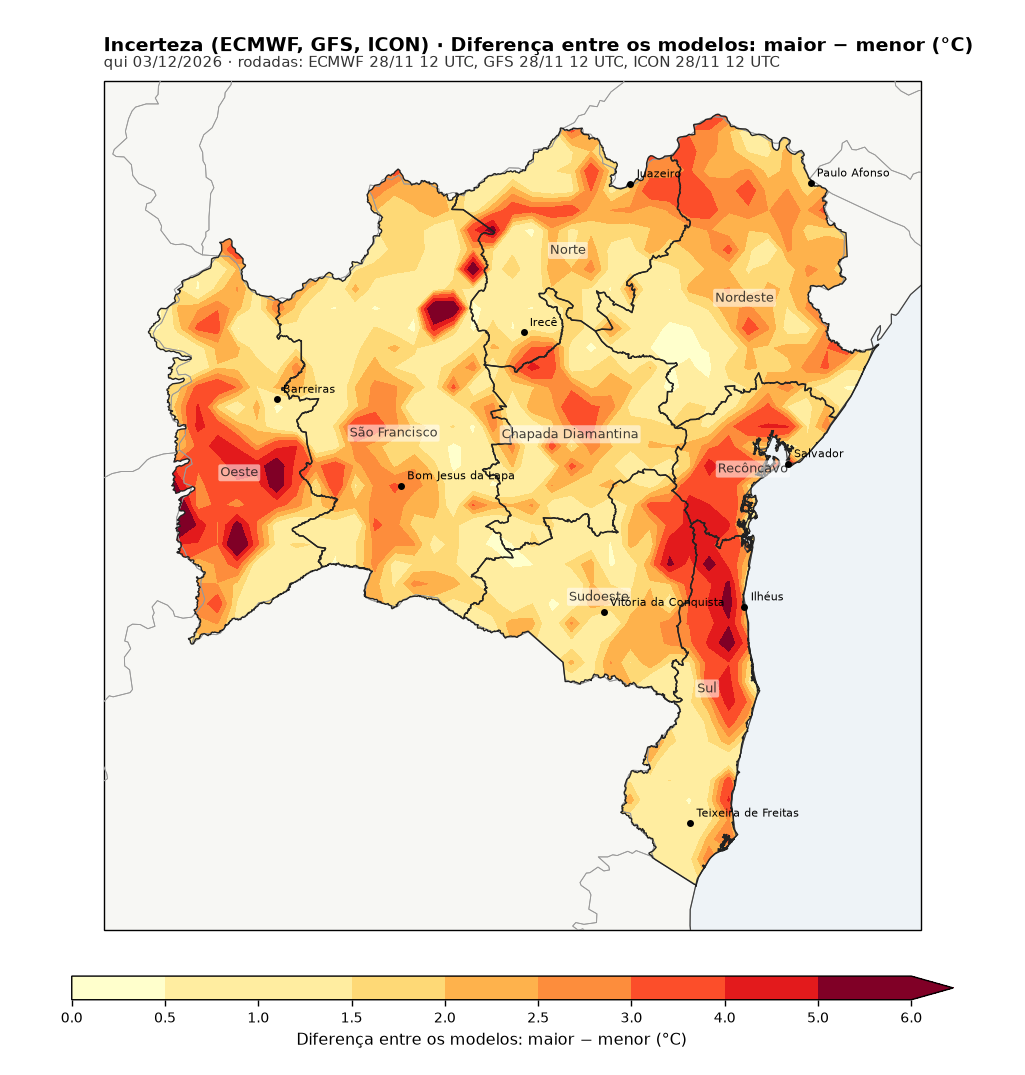 Incerteza (ECMWF, GFS, ICON) · Diferença entre os modelos: maior − menor (°C)
qui 03/12/2026 · rodadas: ECMWF 28/11 12 UTC, GFS 28/11 12 UTC, ICON 28/11 12 UTC
Juazeiro
Paulo Afonso
Norte
Nordeste
Irecê
Barreiras
São Francisco
Chapada Diamantina
Salvador
Recôncavo
Oeste
Bom Jesus da Lapa
Sudoeste
Ilhéus
Vitória da Conquista
Sul
Teixeira de Freitas
0.0 0.5 1.0 1.5 2.0 2.5 3.0 4.0 5.0 6.0
Diferença entre os modelos: maior − menor (°C)